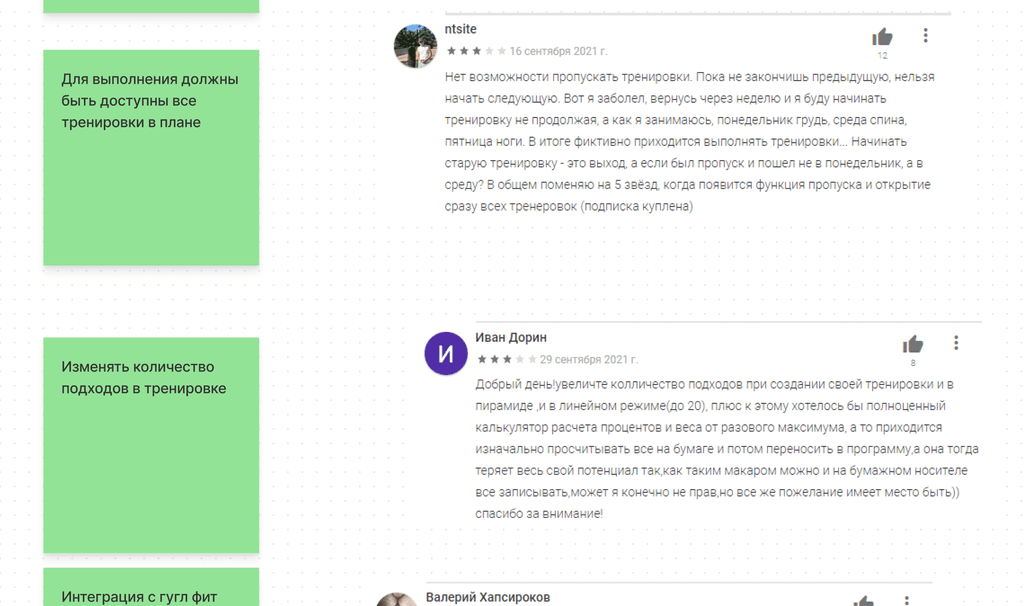 Для выполнения должны
быть доступны все
тренировки в плане
ntsite
16 сентября 2021 г.
12
Нет возможности пропускать тренировки. Пока не закончишь предыдущую, нельзя
начать следующую. Вот я заболел, вернусь через неделю и я буду начинать
тренировку не продолжая, а как я занимаюсь, понедельник грудь, среда спина,
пятница ноги. В итоге фиктивно приходится выполнять тренировки... Начинать
старую тренировку - это выход, а если был пропуск и пошел не в понедельник, а в
среду? В общем поменяю на 5 звёзд, когда появится функция пропуска и открытие
сразу всех тренеровок (подписка куплена)
Изменять количество
подходов в тренировке
И
Иван Дорин
29 сентября 2021 г.
8
Добрый день!увеличте колличество подходов при создании своей тренировки и в
пирамиде ,и в линейном режиме(до 20), плюс к этому хотелось бы полноценный
калькулятор расчета процентов и веса от разового максимума, а то приходится
изначально просчитывать все на бумаге и потом переносить в программу,а она тогда
теряет весь свой потенциал так,как таким макаром можно и на бумажном носителе
все записывать,может я конечно не прав,но все же пожелание имеет место быть))
спасибо за внимание!
Интеграция с гугл фит
Валерий Хапсироков